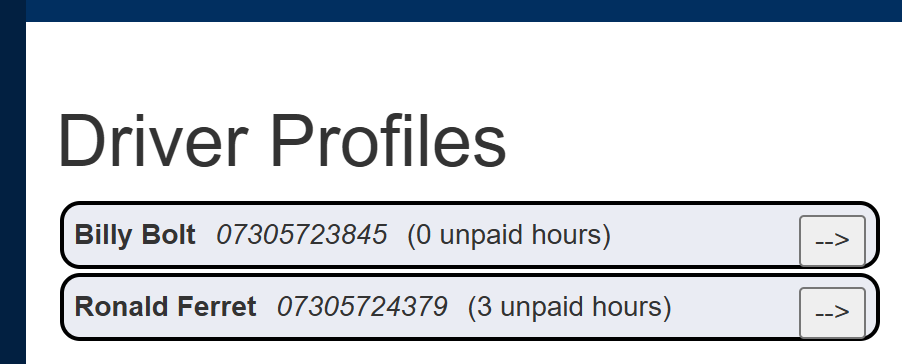 Driver Profiles
Billy Bolt 07305723845 (0 unpaid hours) -->
Ronald Ferret 07305724379 (3 unpaid hours) -->